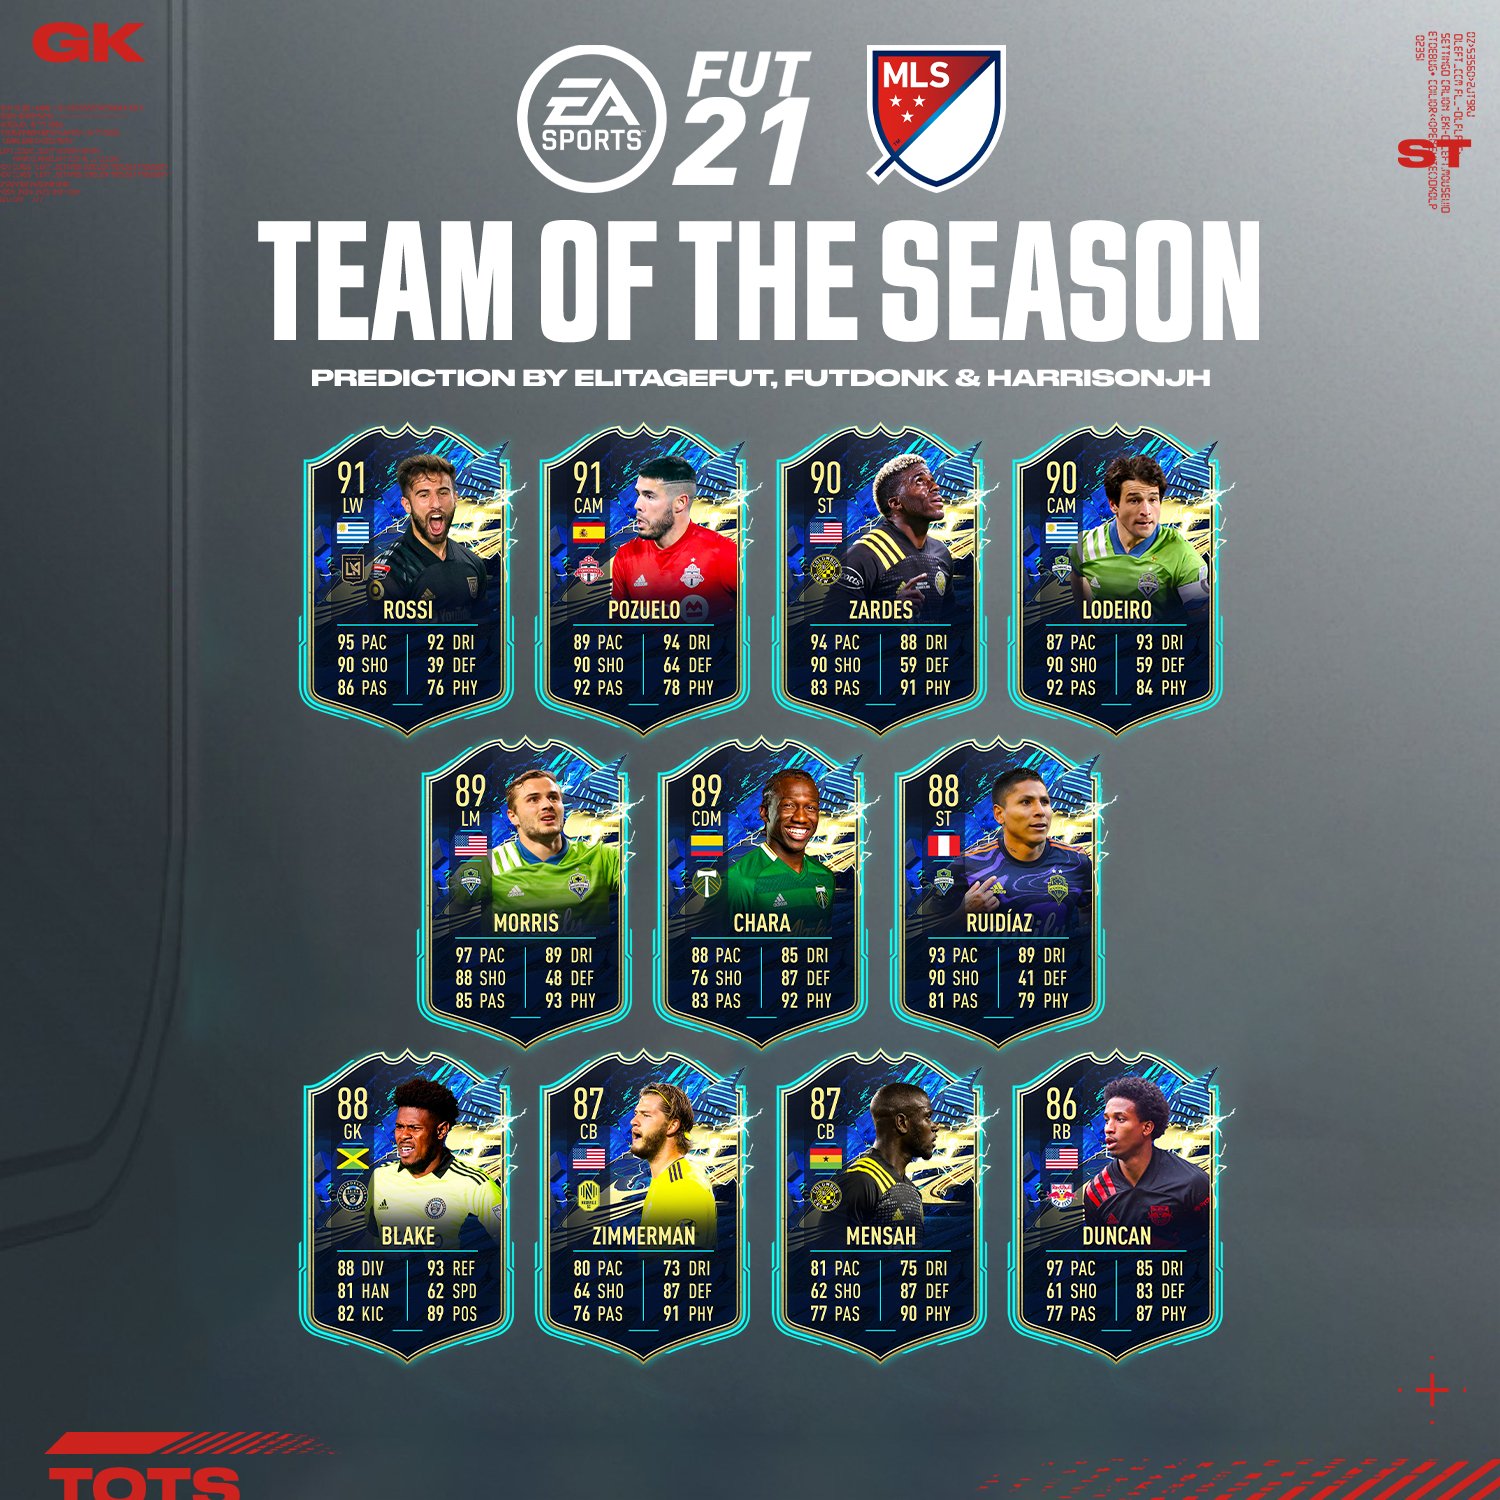 GK
EA
SPORTS
FUT
21
MLS
ST
TEAM OF THE SEASON
PREDICTION BY ELITAGEFUT, FUTDONK & HARRISONJH
91
LW
ROSSI
95 PAC 92 DRI
90 SHO 39 DEF
86 PAS 76 PHY
91
CAM
POZUELO
89 PAC 94 DRI
90 SHO 64 DEF
92 PAS 78 PHY
90
ST
ZARDES
94 PAC 88 DRI
90 SHO 59 DEF
83 PAS 91 PHY
90
CAM
LODEIRO
87 PAC 93 DRI
90 SHO 59 DEF
92 PAS 84 PHY
89
LM
MORRIS
97 PAC 89 DRI
88 SHO 48 DEF
85 PAS 93 PHY
89
CDM
CHARA
88 PAC 85 DRI
76 SHO 87 DEF
83 PAS 92 PHY
88
ST
RUIDÍAZ
93 PAC 89 DRI
90 SHO 41 DEF
81 PAS 79 PHY
88
GK
BLAKE
88 DIV 93 REF
81 HAN 62 SPD
82 KIC 89 POS
87
CB
ZIMMERMAN
80 PAC 73 DRI
64 SHO 87 DEF
76 PAS 91 PHY
87
CB
MENSAH
81 PAC 75 DRI
62 SHO 87 DEF
77 PAS 90 PHY
86
RB
DUNCAN
97 PAC 85 DRI
61 SHO 83 DEF
77 PAS 87 PHY
TOTS